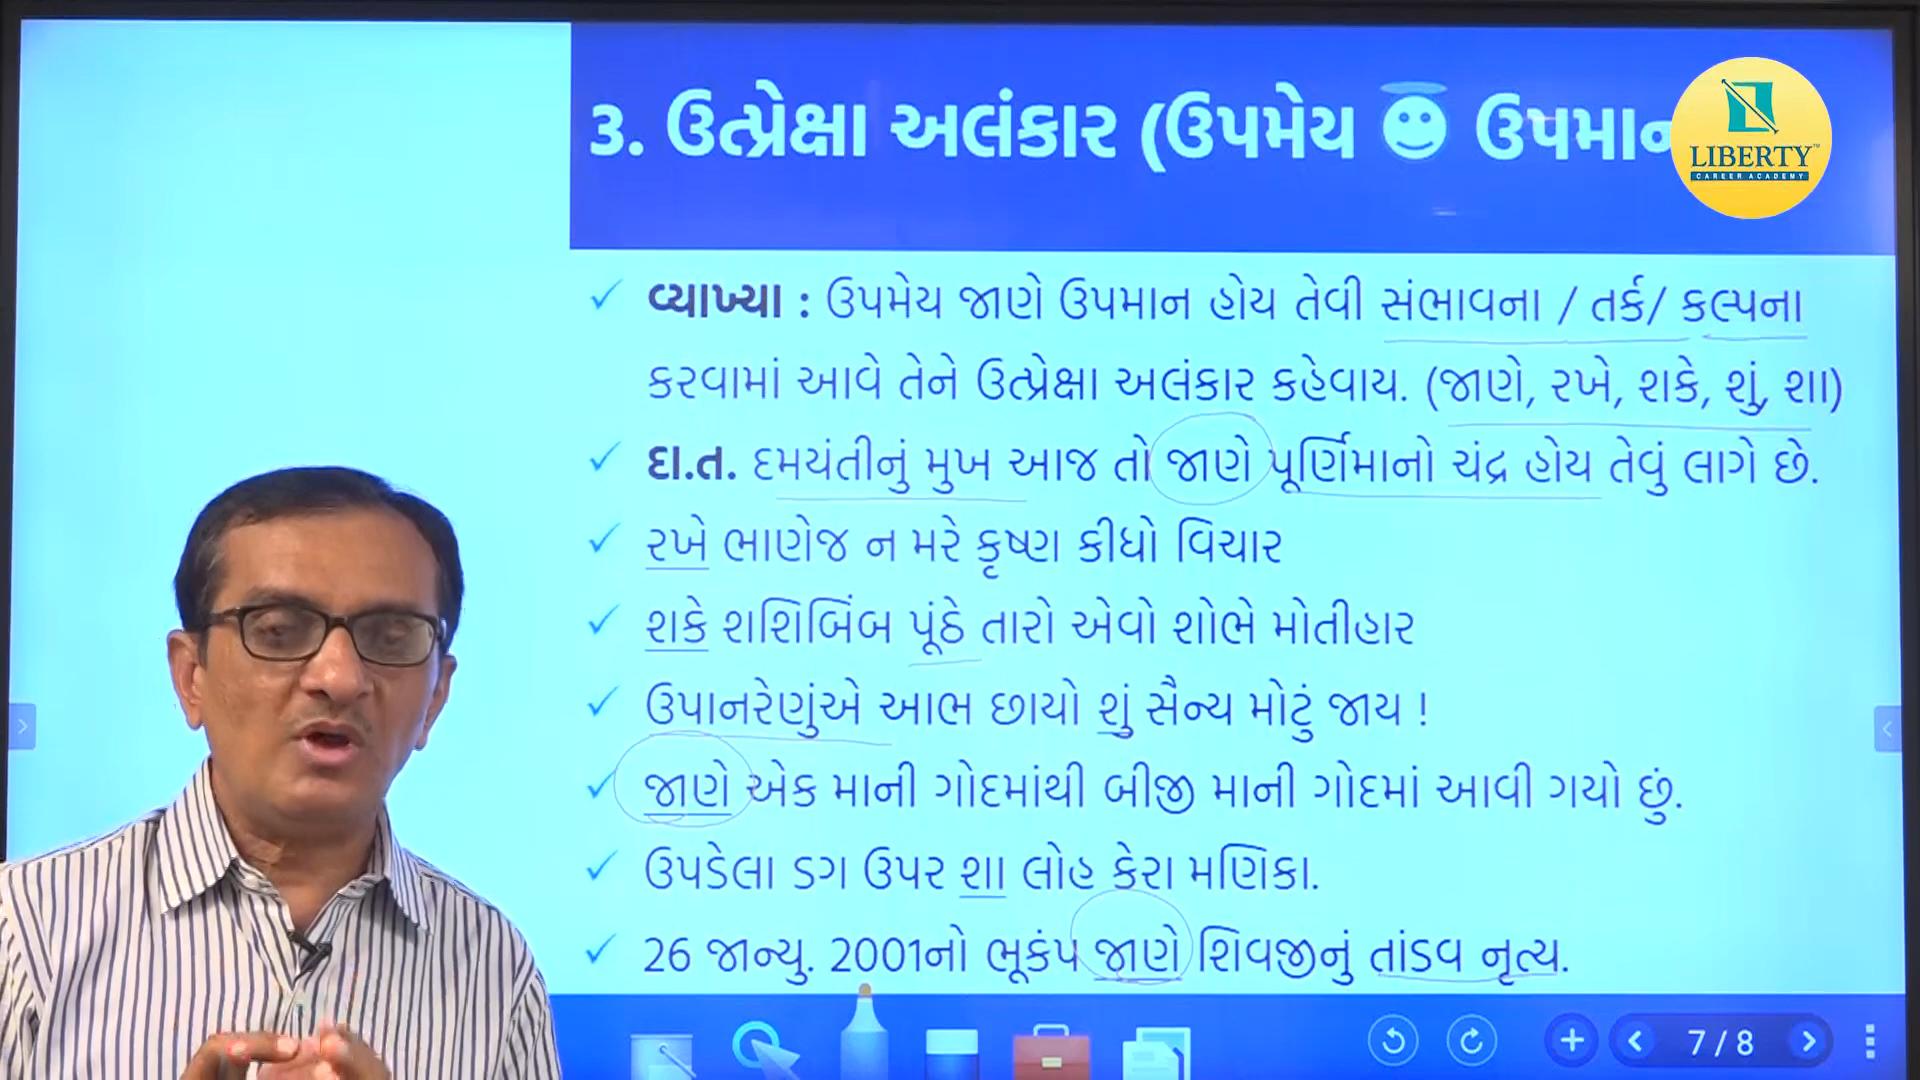 ૩. ઉત્પ્રેક્ષા અલંકાર (ઉપમેય ઉપમાન
LIBERTY
CAREER ACADEMY
વ્યાખ્યા : ઉપમેય જાણે ઉપમાન હોય તેવી સંભાવના / તર્ક/ કલ્પના
કરવામાં આવે તેને ઉત્પ્રેક્ષા અલંકાર કહેવાય. (જાણે, રખે, શકે, શું, શા)
દા.ત. દમયંતીનું મુખ આજ તો જાણે પૂર્ણિમાનો ચંદ્ર હોય તેવું લાગે છે.
રખે ભાણેજ ન મરે કૃષ્ણ કીધો વિચાર
શકે શશિબિંબ પૂંઠે તારો એવો શોભે મોતીહાર
ઉપાનરેણુંએ આભ છાયો શું સૈન્ય મોટું જાય !
જાણે એક માની ગોદમાંથી બીજી માની ગોદમાં આવી ગયો છું.
ઉપડેલા ડગ ઉપર શા લોહ કેરા મણિકા.
26 જાન્યુ. 2001નો ભૂકંપ જાણે શિવજીનું તાંડવ નૃત્ય.
7 / 8